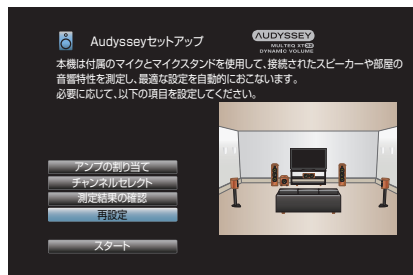 Audysseyセットアップ
AUDYSSEY
MULTEQ XT32
DYNAMIC VOLUME
本機は付属のマイクとマイクスタンドを使用して、接続されたスピーカーや部屋の
音響特性を測定し、最適な設定を自動的におこないます。
必要に応じて、以下の項目を設定してください。
アンプの割り当て
チャンネルセレクト
測定結果の確認
再設定
スタート